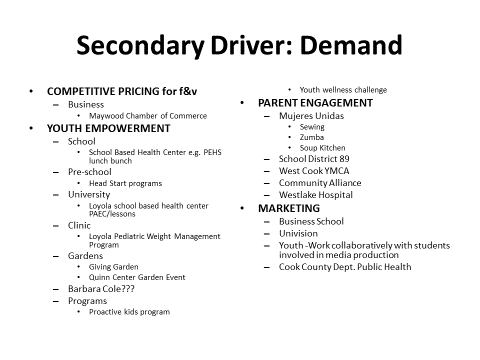 Secondary Driver: Demand
• COMPETITIVE PRICING for f&v
– Business
• Maywood Chamber of Commerce
• YOUTH EMPOWERMENT
– School
• School Based Health Center e.g. PEHS
lunch bunch
– Pre-school
• Head Start programs
– University
• Loyola school based health center
PAEC/lessons
– Clinic
• Loyola Pediatric Weight Management
Program
– Gardens
• Giving Garden
• Quinn Center Garden Event
– Barbara Cole???
– Programs
• Proactive kids program
• Youth wellness challenge
• PARENT ENGAGEMENT
– Mujeres Unidas
• Sewing
• Zumba
• Soup Kitchen
– School District 89
– West Cook YMCA
– Community Alliance
– Westlake Hospital
• MARKETING
– Business School
– Univision
– Youth -Work collaboratively with students
involved in media production
– Cook County Dept. Public Health